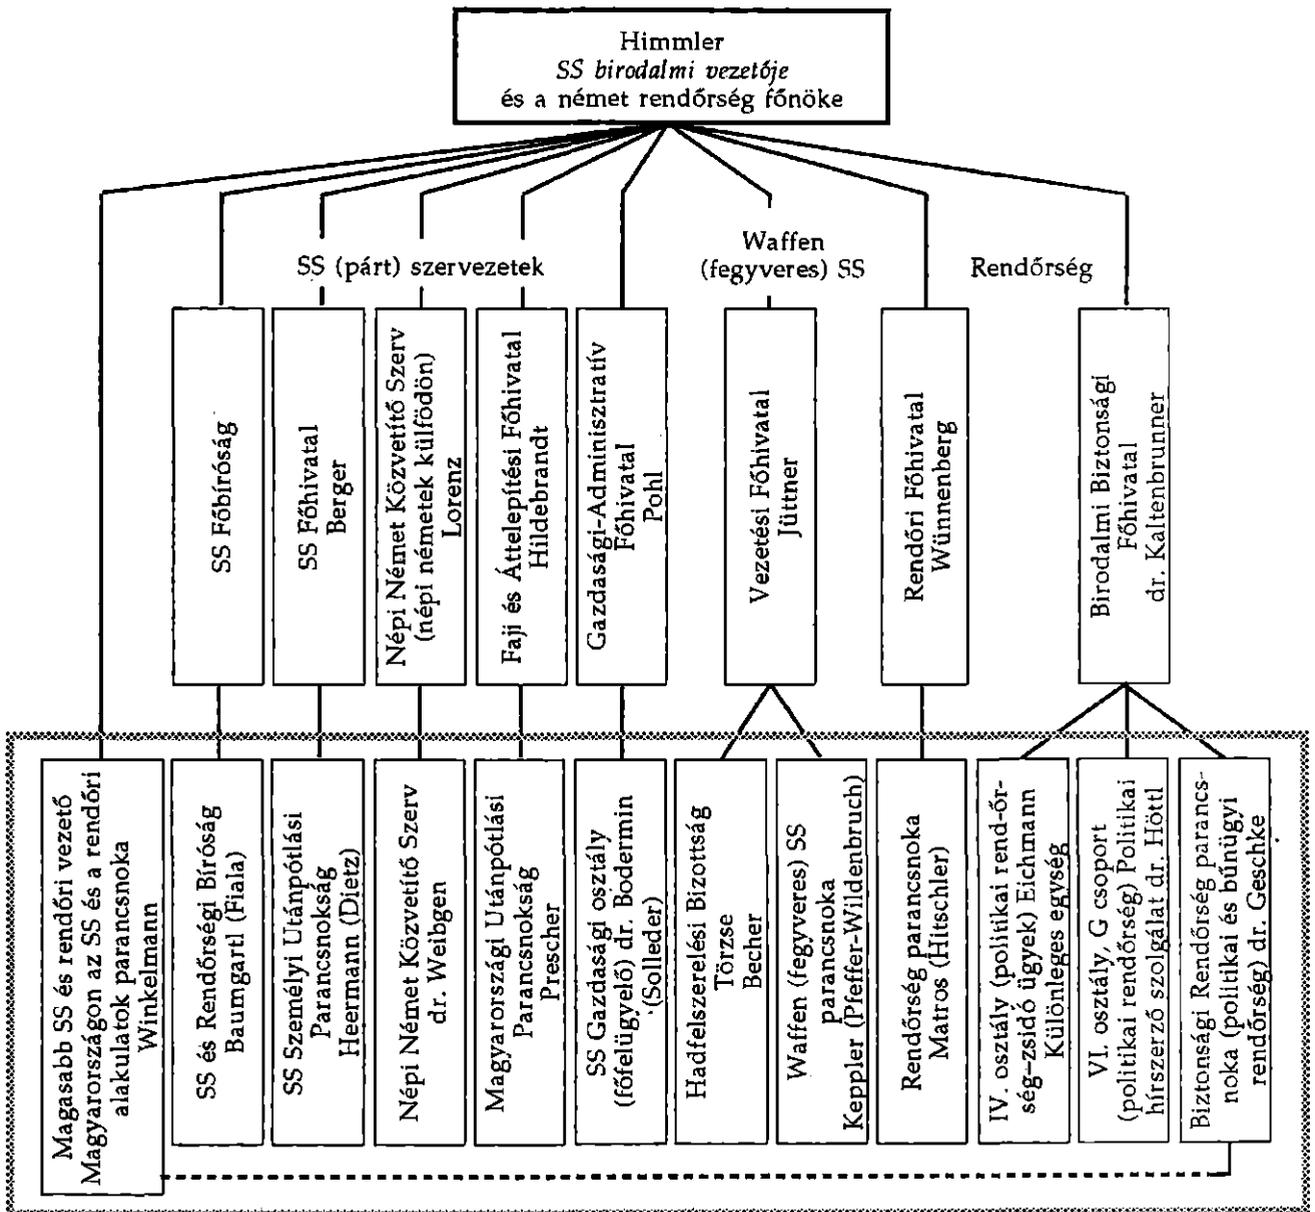 Himmler
SS birodalmi vezetője
és a német rendőrség főnöke
SS (párt) szervezetek
Waffen
(fegyveres) SS
Rendőrség
SS Főbíróság
SS Főhivatal
Berger
Népi Német Közvetítő Szerv
(népi németek külfödön)
Lorenz
Faji és Áttelepítési Főhivatal
Hildebrandt
Gazdasági-Adminisztratív
Főhivatal
Pohl
Vezetési Főhivatal
Jüttner
Rendőri Főhivatal
Wünnenberg
Birodalmi Biztonsági
Főhivatal
dr. Kaltenbrunner
Magasabb SS és rendőri vezető
Magyarországon az SS és a rendőri
alakulatok parancsnoka
Winkelmann
SS és Rendőrségi Bíróság
Baumgartl (Fiala)
SS Személyi Utánpótlási
Parancsnokság
Heermann (Dietz)
Népi Német Közvetítő Szerv
dr. Weibgen
Magyarországi Utánpótlási
Parancsnokság
Prescher
SS Gazdasági osztály
(főfelügyelő) dr. Bodermin
(Solleder)
Hadfelszerelési Bizottság
Törzse
Becher
Waffen (fegyveres) SS
parancsnoka
Keppler (Pfeffer-Wildenbruch)
Rendőrség parancsnoka
Matros (Hitschler)
IV. osztály (politikai rend-őr-
ség–zsidó ügyek) Eichmann
Különleges egység
VI. osztály, G csoport
(politikai rendőrség) Politikai
hírszerző szolgálat dr. Höttl
Biztonsági Rendőrség parancs-
noka (politikai és bűnügyi
rendőrség) dr. Geschke